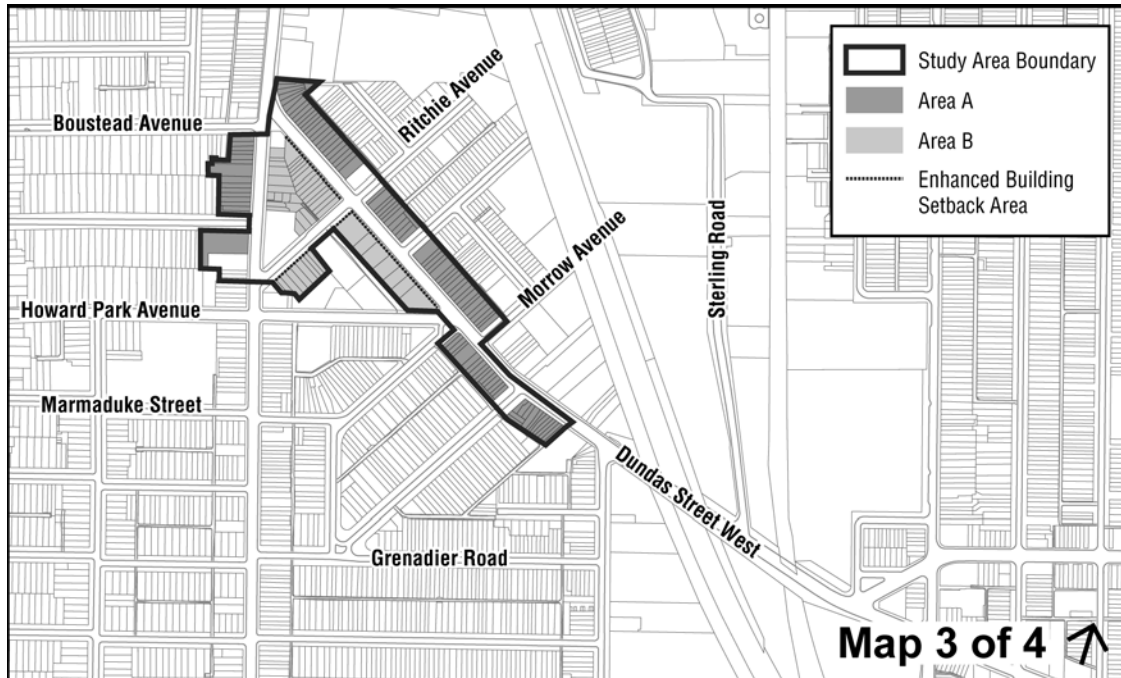 Study Area Boundary
Area A
Area B
Enhanced Building
Setback Area
Boustead Avenue
Ritchie Avenue
Sterling Road
Morrow Avenue
Howard Park Avenue
Marmaduke Street
Dundas Street West
Grenadier Road
Map 3 of 4